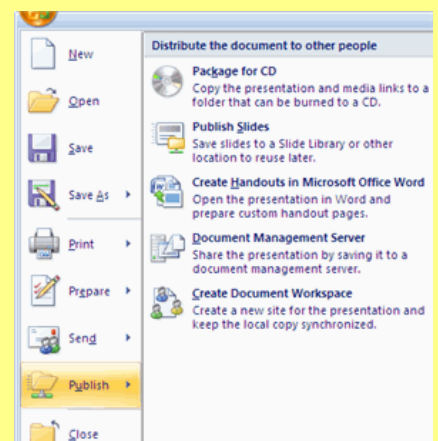 New
Open
Save
Save As
Print
Prepare
Send
Publish
Close
Distribute the document to other people
Package for CD
Copy the presentation and media links to a
folder that can be burned to a CD.
Publish Slides
Save slides to a Slide Library or other
location to reuse later.
Create Handouts in Microsoft Office Word
Open the presentation in Word and
prepare custom handout pages.
Document Management Server
Share the presentation by saving it to a
document management server.
Create Document Workspace
Create a new site for the presentation and
keep the local copy synchronized.